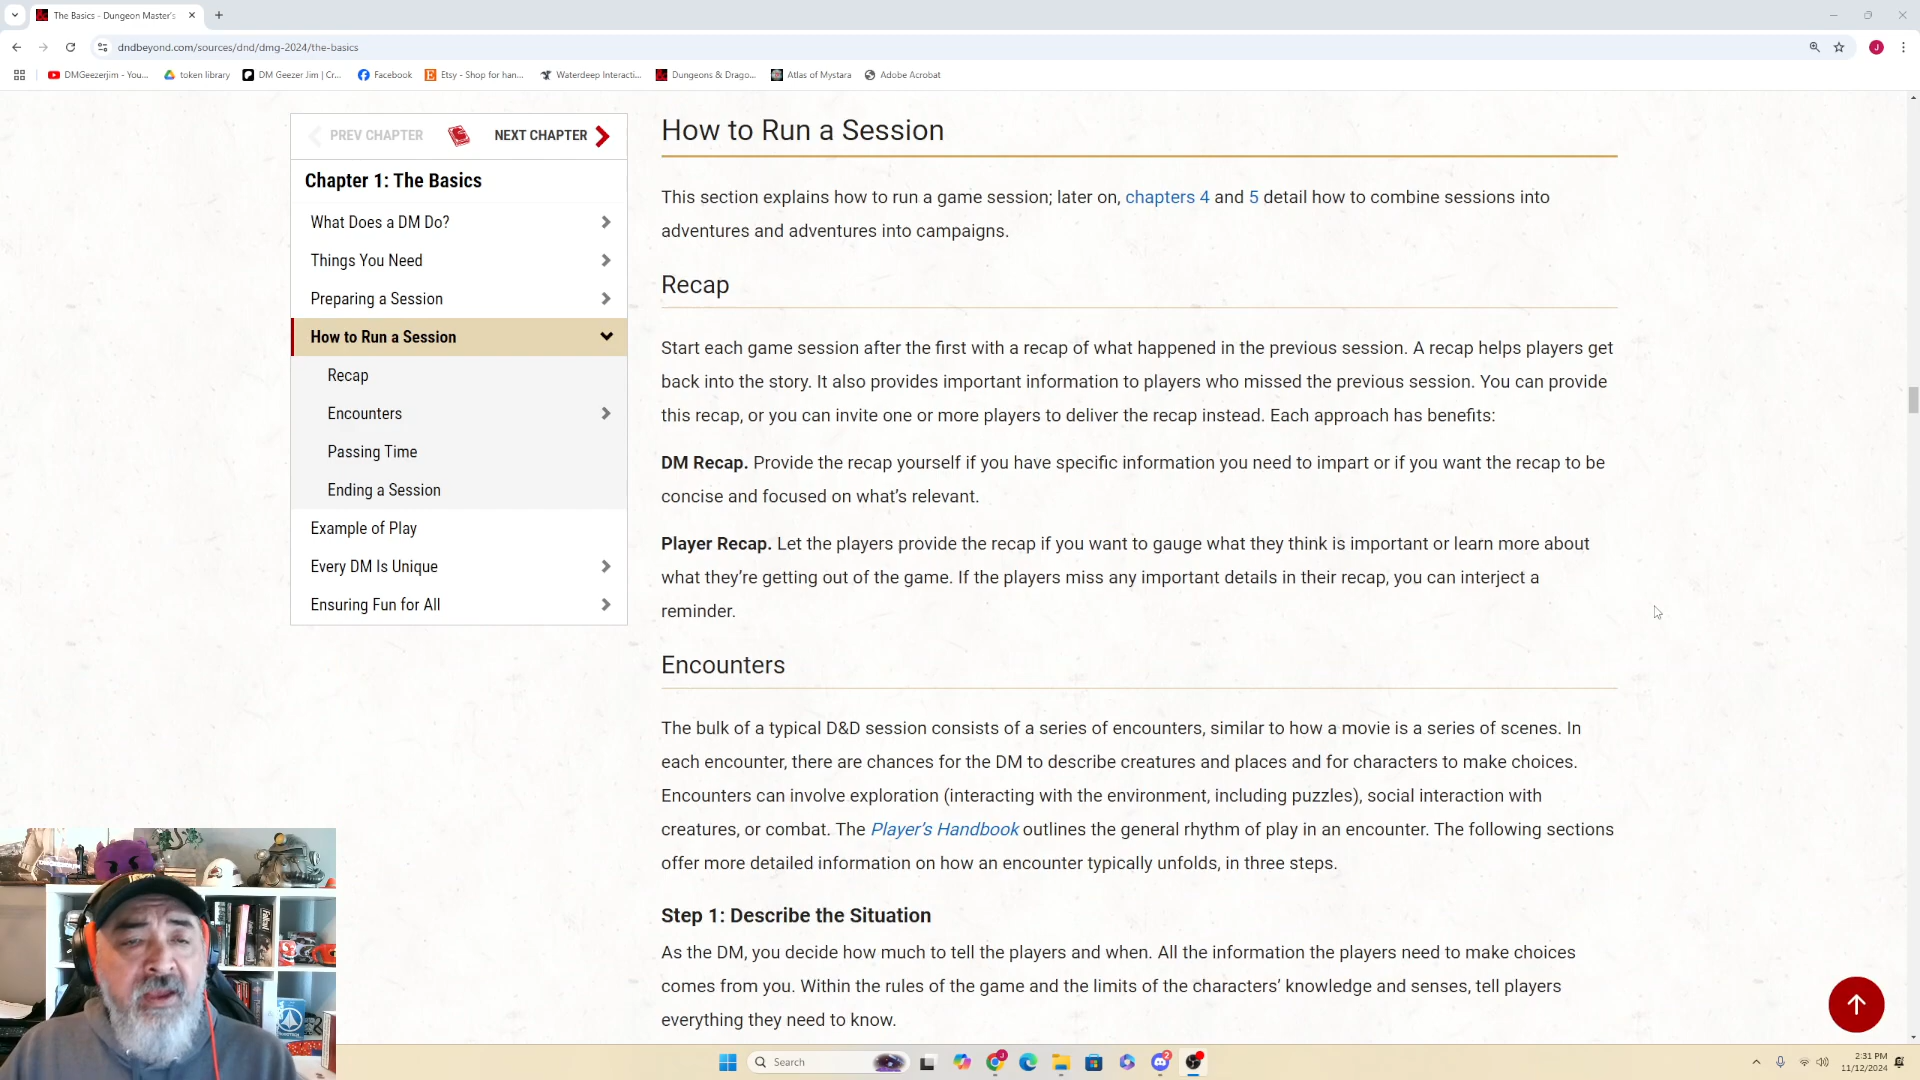 The Basics - Dungeon Master's
dndbeyond.com/sources/dnd/dmg-2024/the-basics
DMGeezerjim - You...
token library
DM Geezer Jim | Cr...
Facebook
Etsy - Shop for han...
Waterdeep Interacti...
Dungeons & Drago...
Atlas of Mystara
Adobe Acrobat
PREV CHAPTER
NEXT CHAPTER
Chapter 1: The Basics
What Does a DM Do?
Things You Need
Preparing a Session
How to Run a Session
Recap
Encounters
Passing Time
Ending a Session
Example of Play
Every DM Is Unique
Ensuring Fun for All
How to Run a Session
This section explains how to run a game session; later on, chapters 4 and 5 detail how to combine sessions into
adventures and adventures into campaigns.
Recap
Start each game session after the first with a recap of what happened in the previous session. A recap helps players get
back into the story. It also provides important information to players who missed the previous session. You can provide
this recap, or you can invite one or more players to deliver the recap instead. Each approach has benefits:
DM Recap. Provide the recap yourself if you have specific information you need to impart or if you want the recap to be
concise and focused on what's relevant.
Player Recap. Let the players provide the recap if you want to gauge what they think is important or learn more about
what they're getting out of the game. If the players miss any important details in their recap, you can interject a
reminder.
Encounters
The bulk of a typical D&D session consists of a series of encounters, similar to how a movie is a series of scenes. In
each encounter, there are chances for the DM to describe creatures and places and for characters to make choices.
Encounters can involve exploration (interacting with the environment, including puzzles), social interaction with
creatures, or combat. The Player's Handbook outlines the general rhythm of play in an encounter. The following sections
offer more detailed information on how an encounter typically unfolds, in three steps.
Step 1: Describe the Situation
As the DM, you decide how much to tell the players and when. All the information the players need to make choices
comes from you. Within the rules of the game and the limits of the characters' knowledge and senses, tell players
everything they need to know.
Search
2:31 PM
11/12/2024